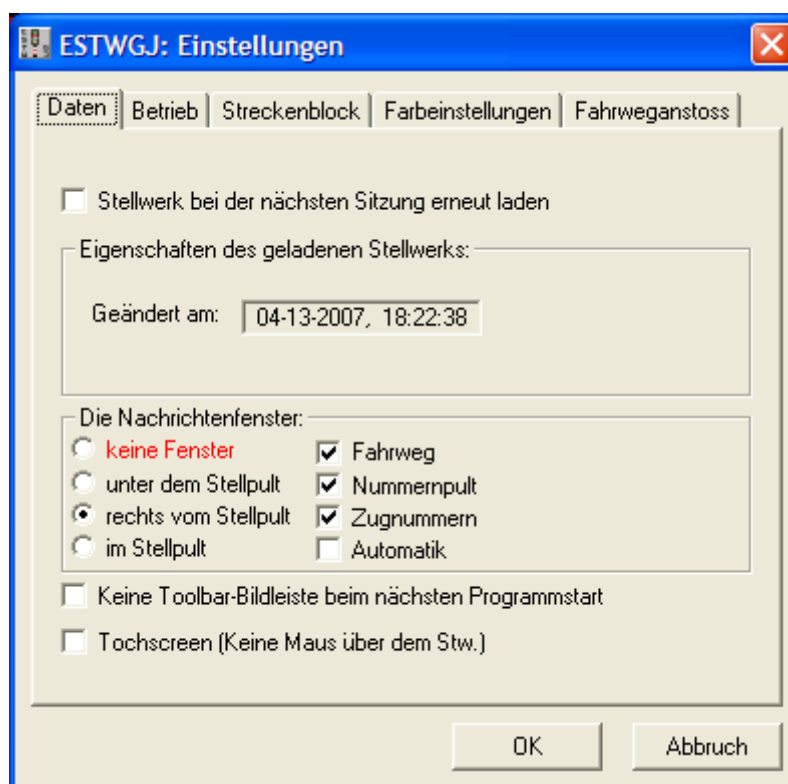 ESTWGJ: Einstellungen
Daten Betrieb Streckenblock Farbeinstellungen Fahrweganstoss
Stellwerk bei der nächsten Sitzung erneut laden
Eigenschaften des geladenen Stellwerks:
Geändert am: 04-13-2007, 18:22:38
Die Nachrichtenfenster:
keine Fenster Fahrweg
unter dem Stellpult Nummernpult
rechts vom Stellpult Zugnummern
im Stellpult Automatik
Keine Toolbar-Bildleiste beim nächsten Programmstart
Tochscreen (Keine Maus über dem Stw.)
OK Abbruch